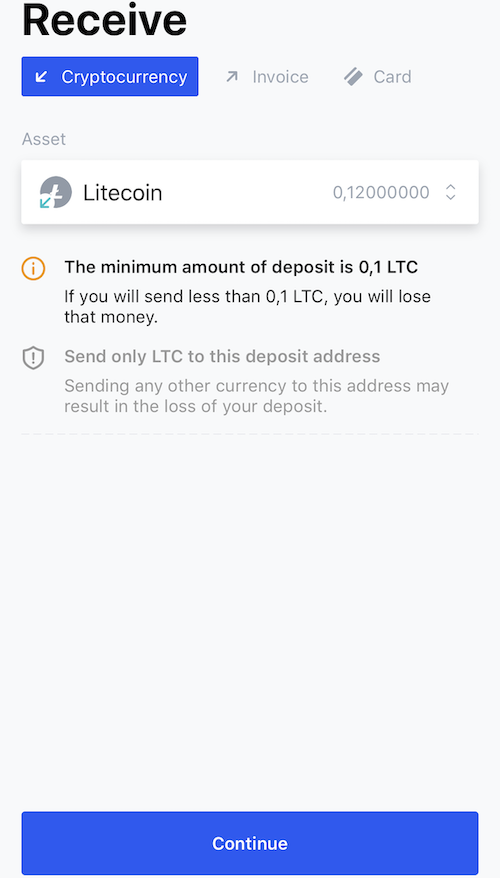 Receive
Cryptocurrency
Invoice
Card
Asset
Litecoin
0,12000000
The minimum amount of deposit is 0,1 LTC
If you will send less than 0,1 LTC, you will lose
that money.
Send only LTC to this deposit address
Sending any other currency to this address may
result in the loss of your deposit.
Continue